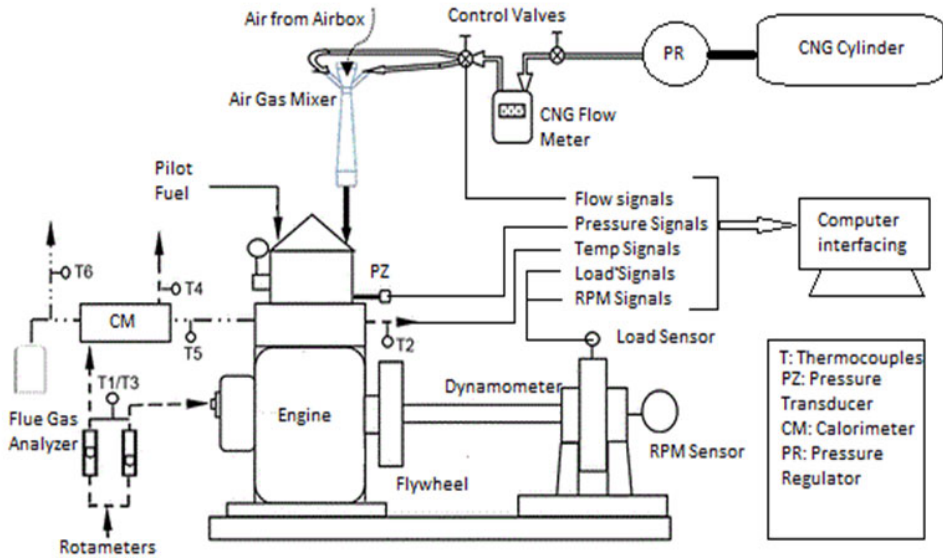 Air from Airbox
Control Valves
PR
CNG Cylinder
Air Gas Mixer
CNG Flow
Meter
Pilot
Fuel
Flow signals
Pressure Signals
Temp Signals
Load Signals
RPM Signals
Computer
interfacing
PZ
T6
T4
CM
T5
T2
Load Sensor
T1/T3
Dynamometer
Engine
Flue Gas
Analyzer
RPM Sensor
Flywheel
Rotameters
T: Thermocouples
PZ: Pressure
Transducer
CM: Calorimeter
PR: Pressure
Regulator